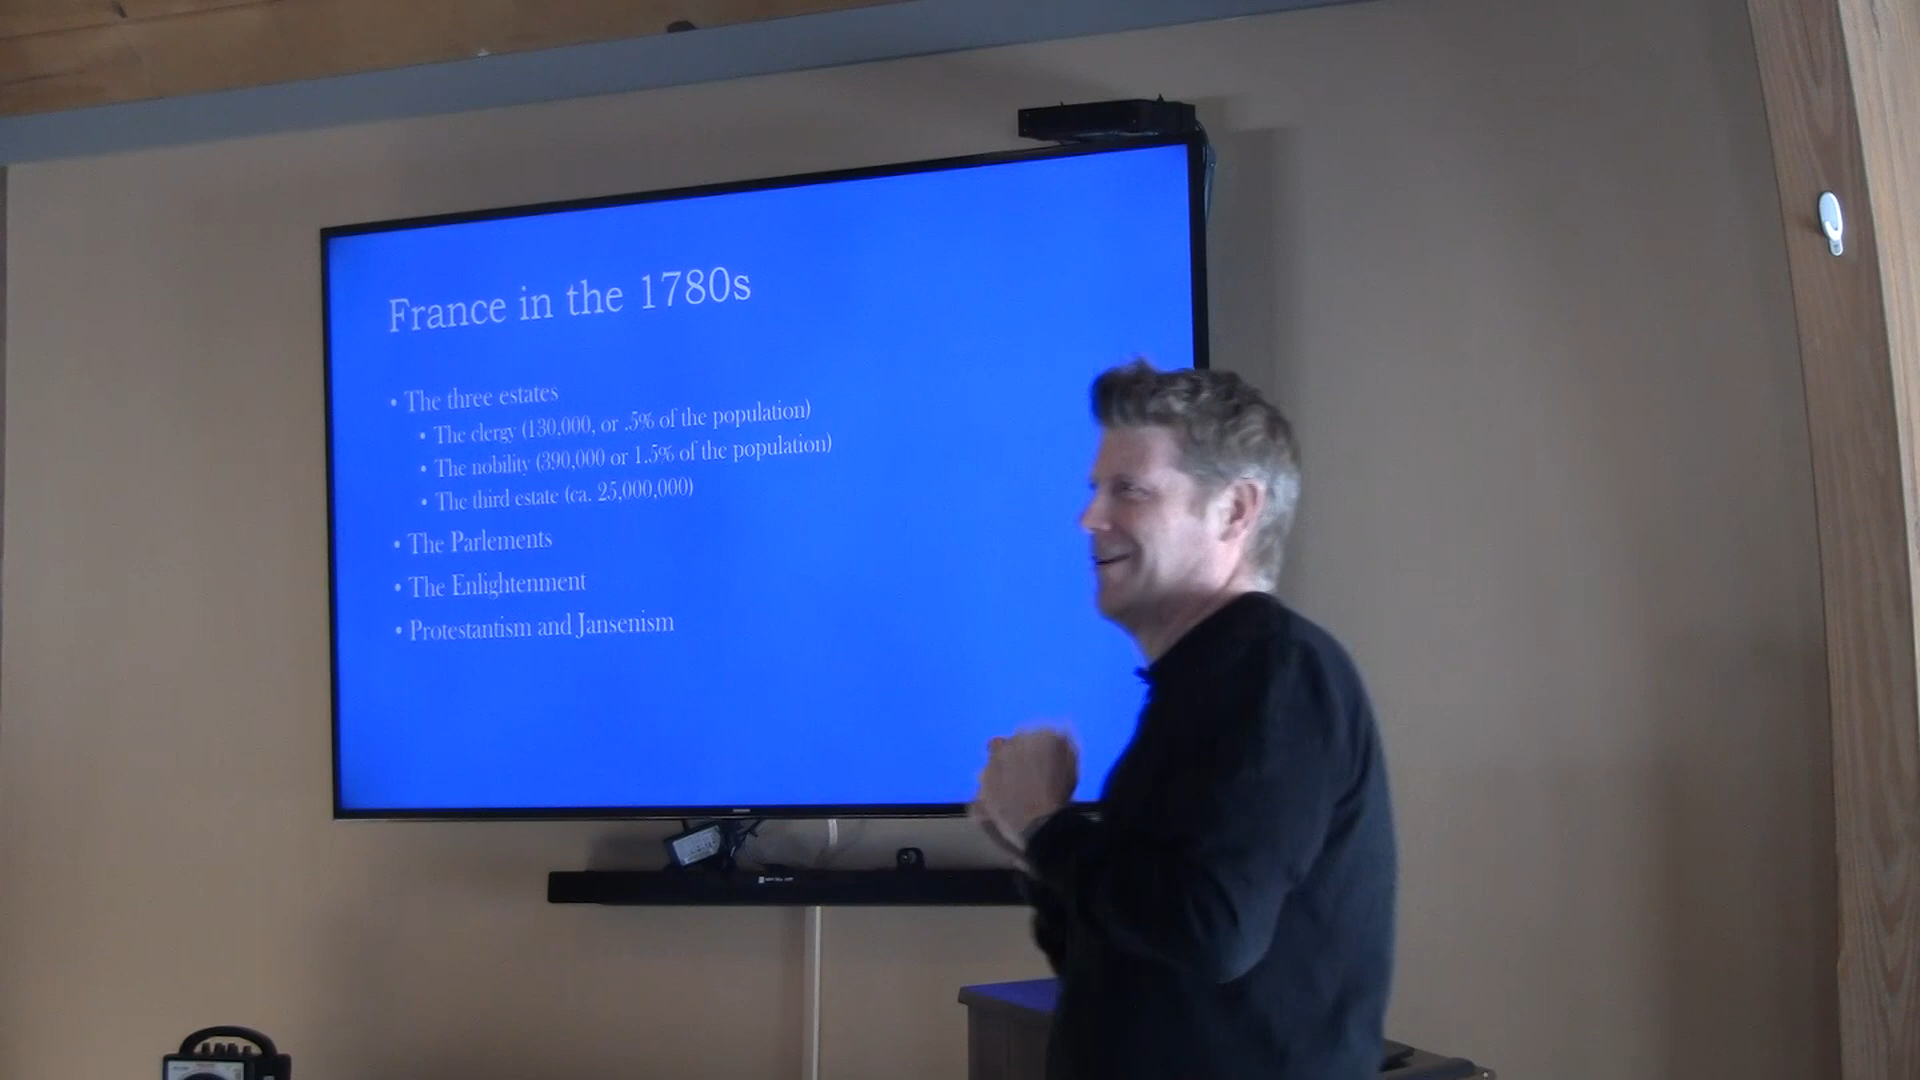 France in the 1780s
• The three estates
• The clergy (130,000, or .5% of the population)
• The nobility (390,000 or 1.5% of the population)
• The third estate (ca. 25,000,000)
• The Parlements
• The Enlightenment
• Protestantism and Jansenism